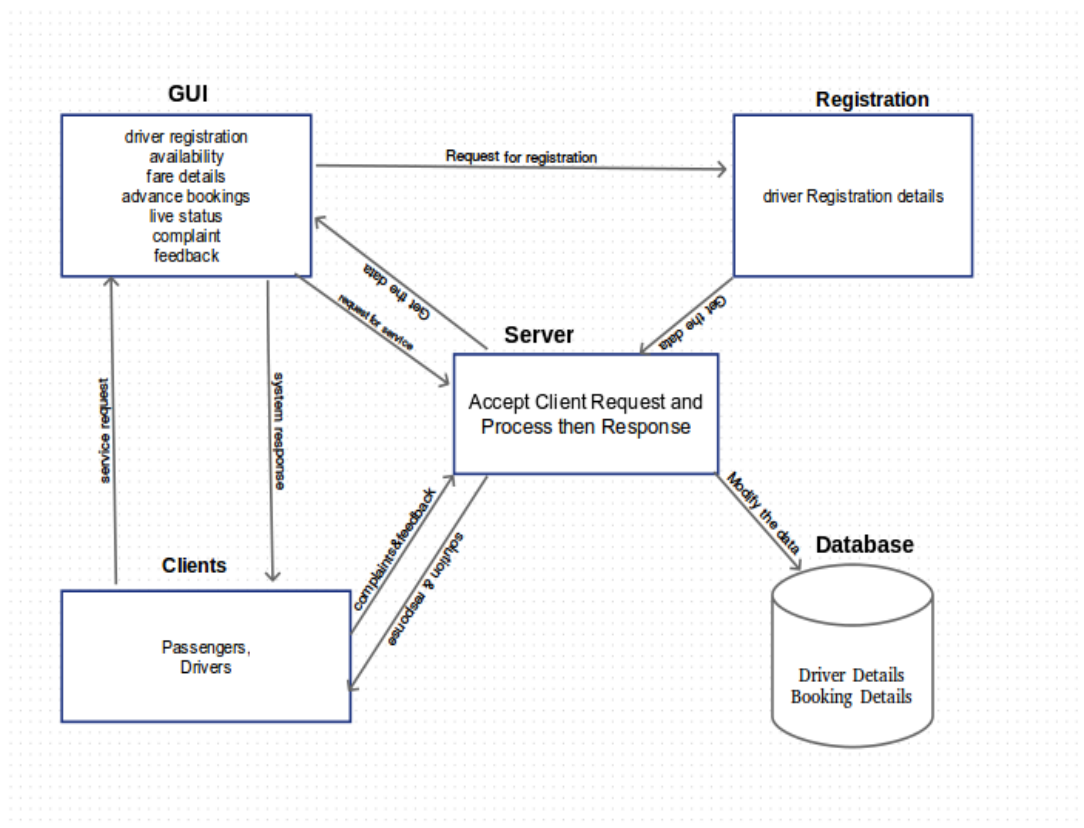 GUI
driver registration
availability
fare details
advance bookings
live status
complaint
feedback
Request for registration
Registration
driver Registration details
Get the data
request for service
Get the data
Server
Accept Client Request and
Process then Response
service request
system response
complaints&feedback
solution & response
Modify the data
Clients
Passengers,
Drivers
Database
Driver Details
Booking Details